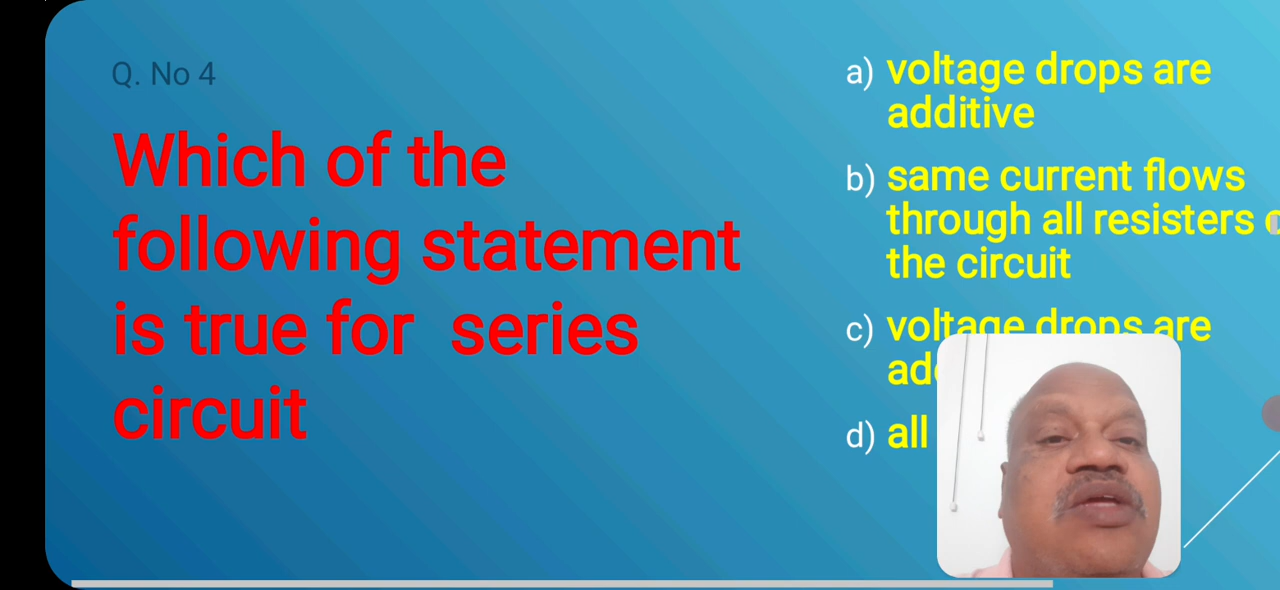 Q. No 4
Which of the
following statement
is true for series
circuit
a) voltage drops are
additive
b) same current flows
through all resisters
the circuit
c) voltage drops are
d) all